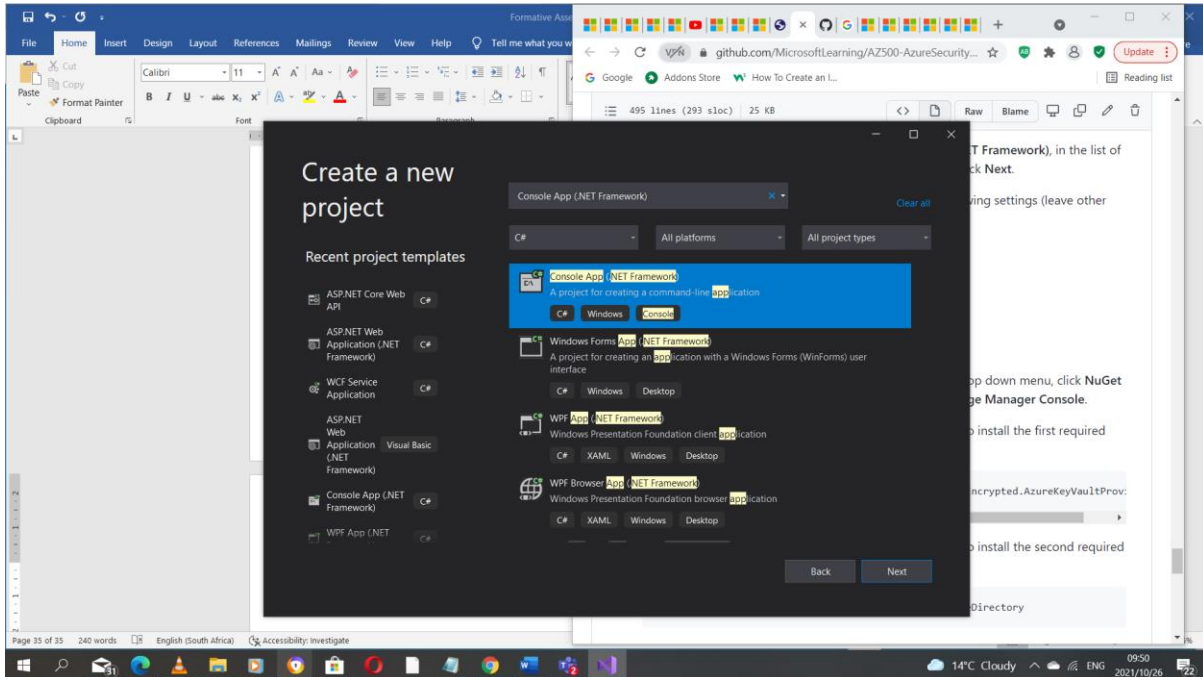 Formative Asse
File Home Insert Design Layout References Mailings Review View Help Tell me what you w
Cut
Copy
Format Painter
Paste
Clipboard
Calibri 11
Font
Paragraph
VPN github.com/MicrosoftLearning/AZ500-AzureSecurity... Update
Google Addons Store How To Create an I... Reading list
495 lines (293 sloc) 25 KB Raw Blame
T Framework), in the list of
ck Next.
wing settings (leave other
op down menu, click NuGet
ge Manager Console.
o install the first required
ncrypted.AzureKeyVaultProv
o install the second required
eDirectory
Create a new
project
Recent project templates
ASP.NET Core Web
API
C#
ASP.NET Web
Application (.NET
Framework)
C#
WCF Service
Application
C#
ASP.NET
Web
Application
(.NET
Framework)
Visual Basic
Console App (.NET
Framework)
C#
WPF App (.NET
C#
Console App (.NET Framework)
Clear all
C# All platforms All project types
Console App (.NET Framework)
A project for creating a command-line application
C# Windows Console
Windows Forms App (.NET Framework)
A project for creating an application with a Windows Forms (WinForms) user
interface
C# Windows Desktop
WPF App (.NET Framework)
Windows Presentation Foundation client application
C# XAML Windows Desktop
WPF Browser App (.NET Framework)
Windows Presentation Foundation browser application
C# XAML Windows Desktop
Back Next
Page 35 of 35 240 words English (South Africa) Accessibility: Investigate
14°C Cloudy ENG 09:50
2021/10/26